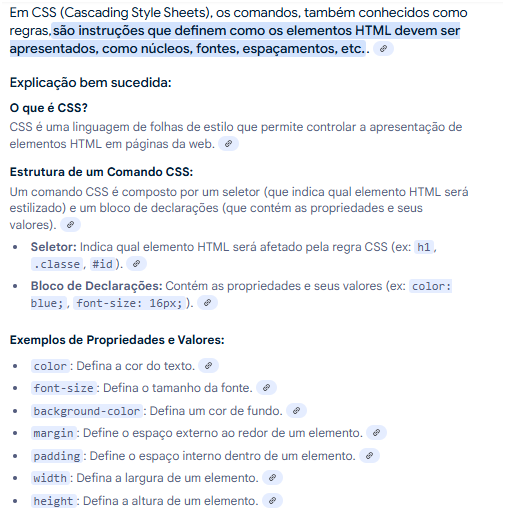 Em CSS (Cascading Style Sheets), os comandos, também conhecidos como
regras, são instruções que definem como os elementos HTML devem ser
apresentados, como núcleos, fontes, espaçamentos, etc..
Explicação bem sucedida:
O que é CSS?
CSS é uma linguagem de folhas de estilo que permite controlar a apresentação de
elementos HTML em páginas da web.
Estrutura de um Comando CSS:
Um comando CSS é composto por um seletor (que indica qual elemento HTML será
estilizado) e um bloco de declarações (que contém as propriedades e seus
valores).
• Seletor: Indica qual elemento HTML será afetado pela regra CSS (ex: h1,
.classe, #id).
• Bloco de Declarações: Contém as propriedades e seus valores (ex: color:
blue;, font-size: 16px;).
Exemplos de Propriedades e Valores:
• color: Defina a cor do texto.
• font-size: Defina o tamanho da fonte.
• background-color: Defina um cor de fundo.
• margin: Define o espaço externo ao redor de um elemento.
• padding: Define o espaço interno dentro de um elemento.
• width: Defina a largura de um elemento.
• height: Defina a altura de um elemento.